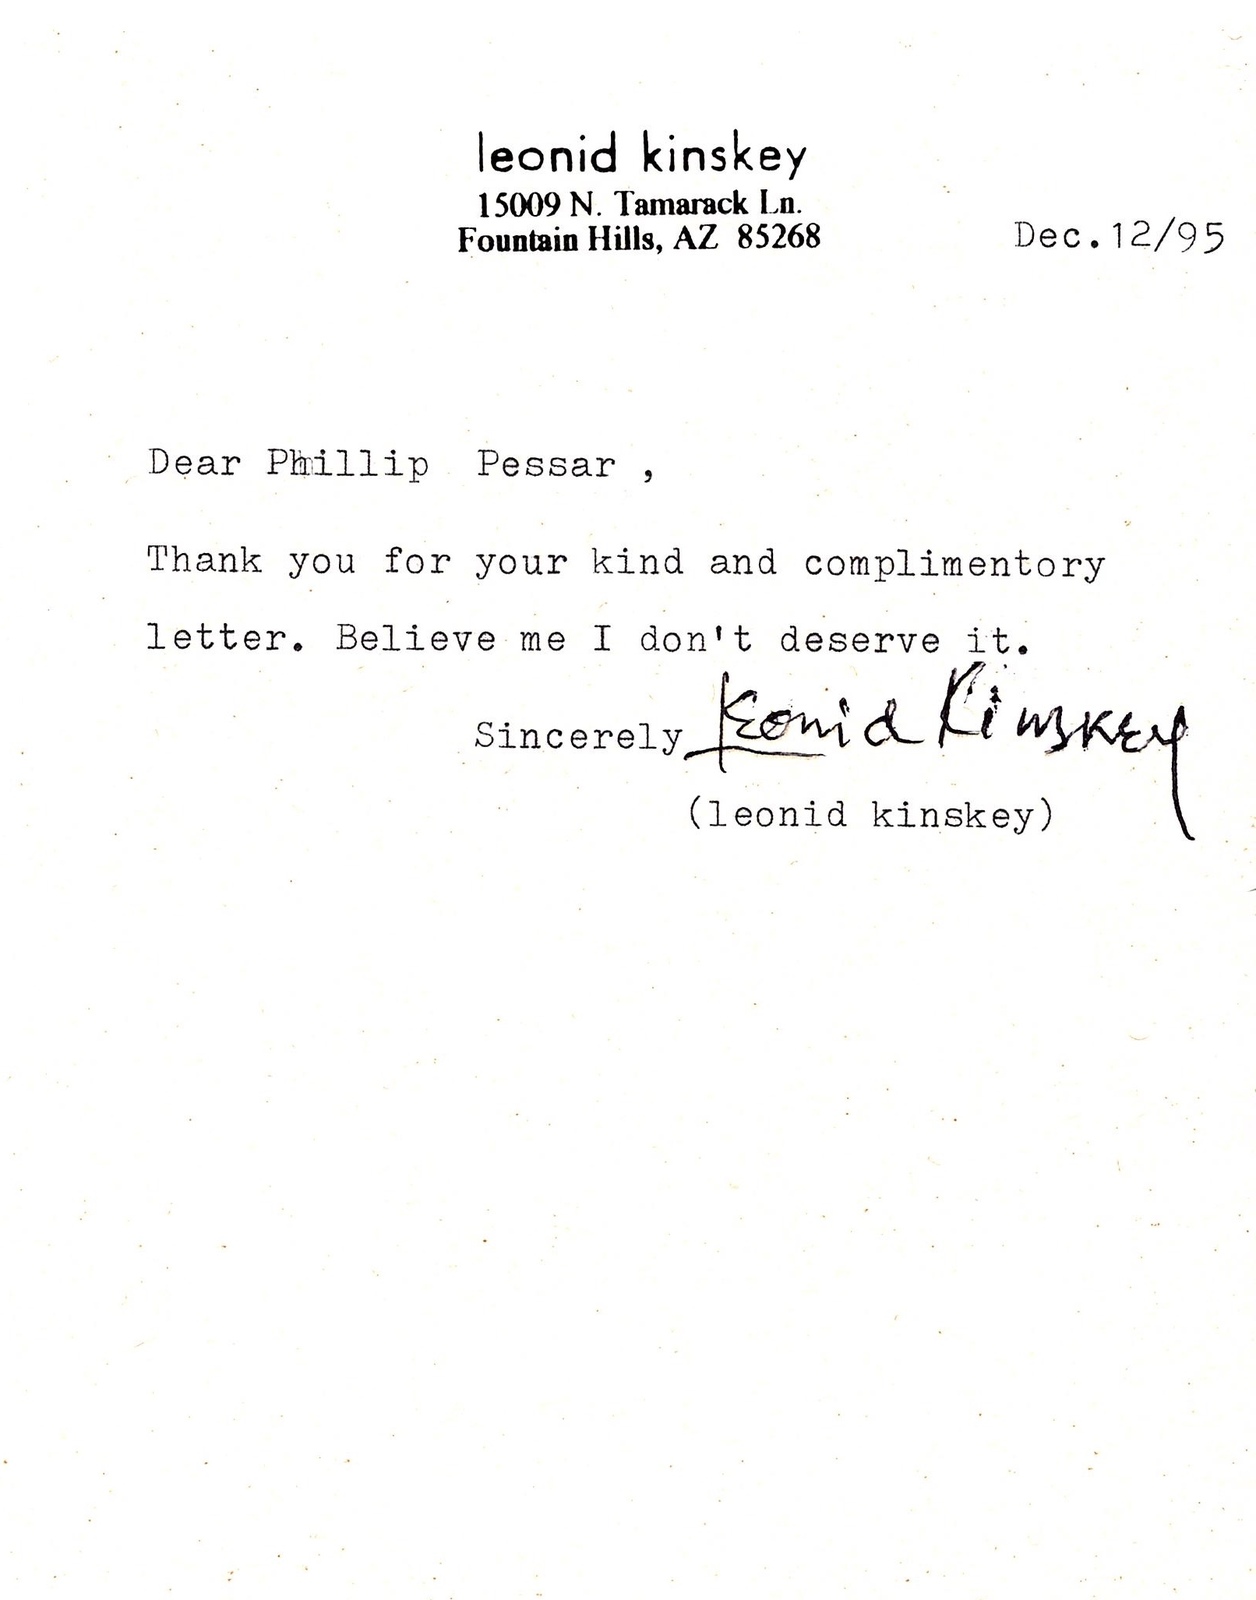 leonid kinskey
15009 N. Tamarack Ln.
Fountain Hills, AZ 85268
Dec.12/95
Dear Phillip Pessar ,
Thank you for your kind and complimentory
letter. Believe me I don't deserve it.
Sincerely Leonid Kinskey
(leonid kinskey)